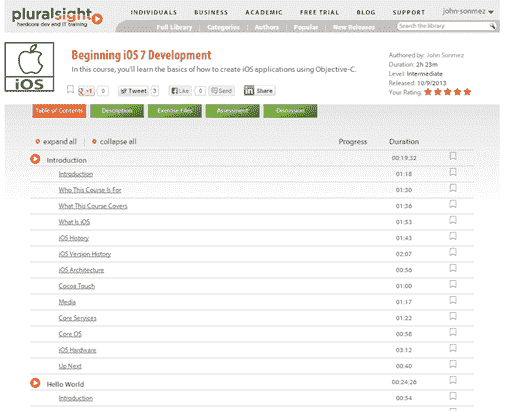 pluralsight
hardcore dev and IT training
INDIVIDUALS BUSINESS ACADEMIC FREE TRIAL BLOG SUPPORT john-sonmez
Full Library Categories Authors Popular New Releases Search the library
iOS
Beginning iOS 7 Development
In this course, you'll learn the basics of how to create iOS applications using Objective-C.
Authored by: John Sonmez
Duration: 2h 23m
Level: Intermediate
Released: 10/9/2013
Your Rating:
+1 0 Tweet 5 Like 0 Send in Share
Table of Contents Description Exercise Files Assessment Discussion
expand all collapse all Progress Duration
Introduction 00:19:32
Introduction 01:18
Who This Course Is For 01:30
What This Course Covers 01:36
What Is iOS 01:53
iOS History 01:43
iOS Version History 02:07
iOS Architecture 00:56
Cocoa Touch 01:00
Media 01:17
Core Services 01:22
Core OS 00:58
iOS Hardware 03:12
Up Next 00:40
Hello World 00:24:26
Introduction 00:54